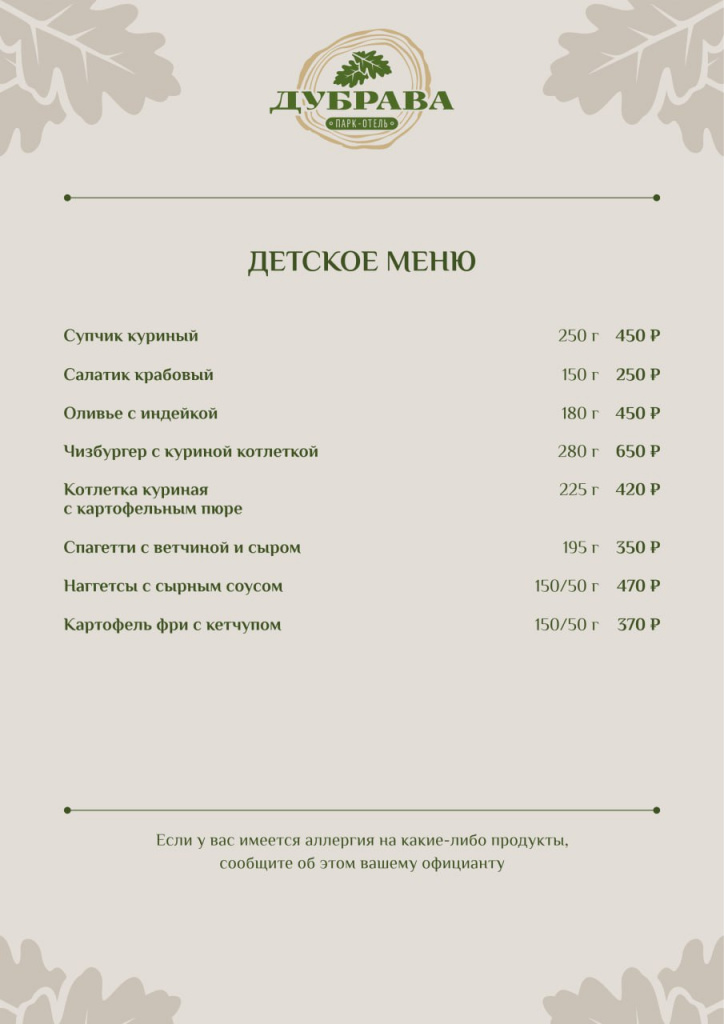 ДУБРАВА
ПАРК-ОТЕЛЬ
ДЕТСКОЕ МЕНЮ
Супчик куриный 250 г 450 ₽
Салатик крабовый 150 г 250 ₽
Оливье с индейкой 180 г 450 ₽
Чизбургер с куриной котлеткой 280 г 650 ₽
Котлетка куриная 225 г 420 ₽
с картофельным пюре
Спагетти с ветчиной и сыром 195 г 350 ₽
Наггетсы с сырным соусом 150/50 г 470 ₽
Картофель фри с кетчупом 150/50 г 370 ₽
Если у вас имеется аллергия на какие-либо продукты,
сообщите об этом вашему официанту